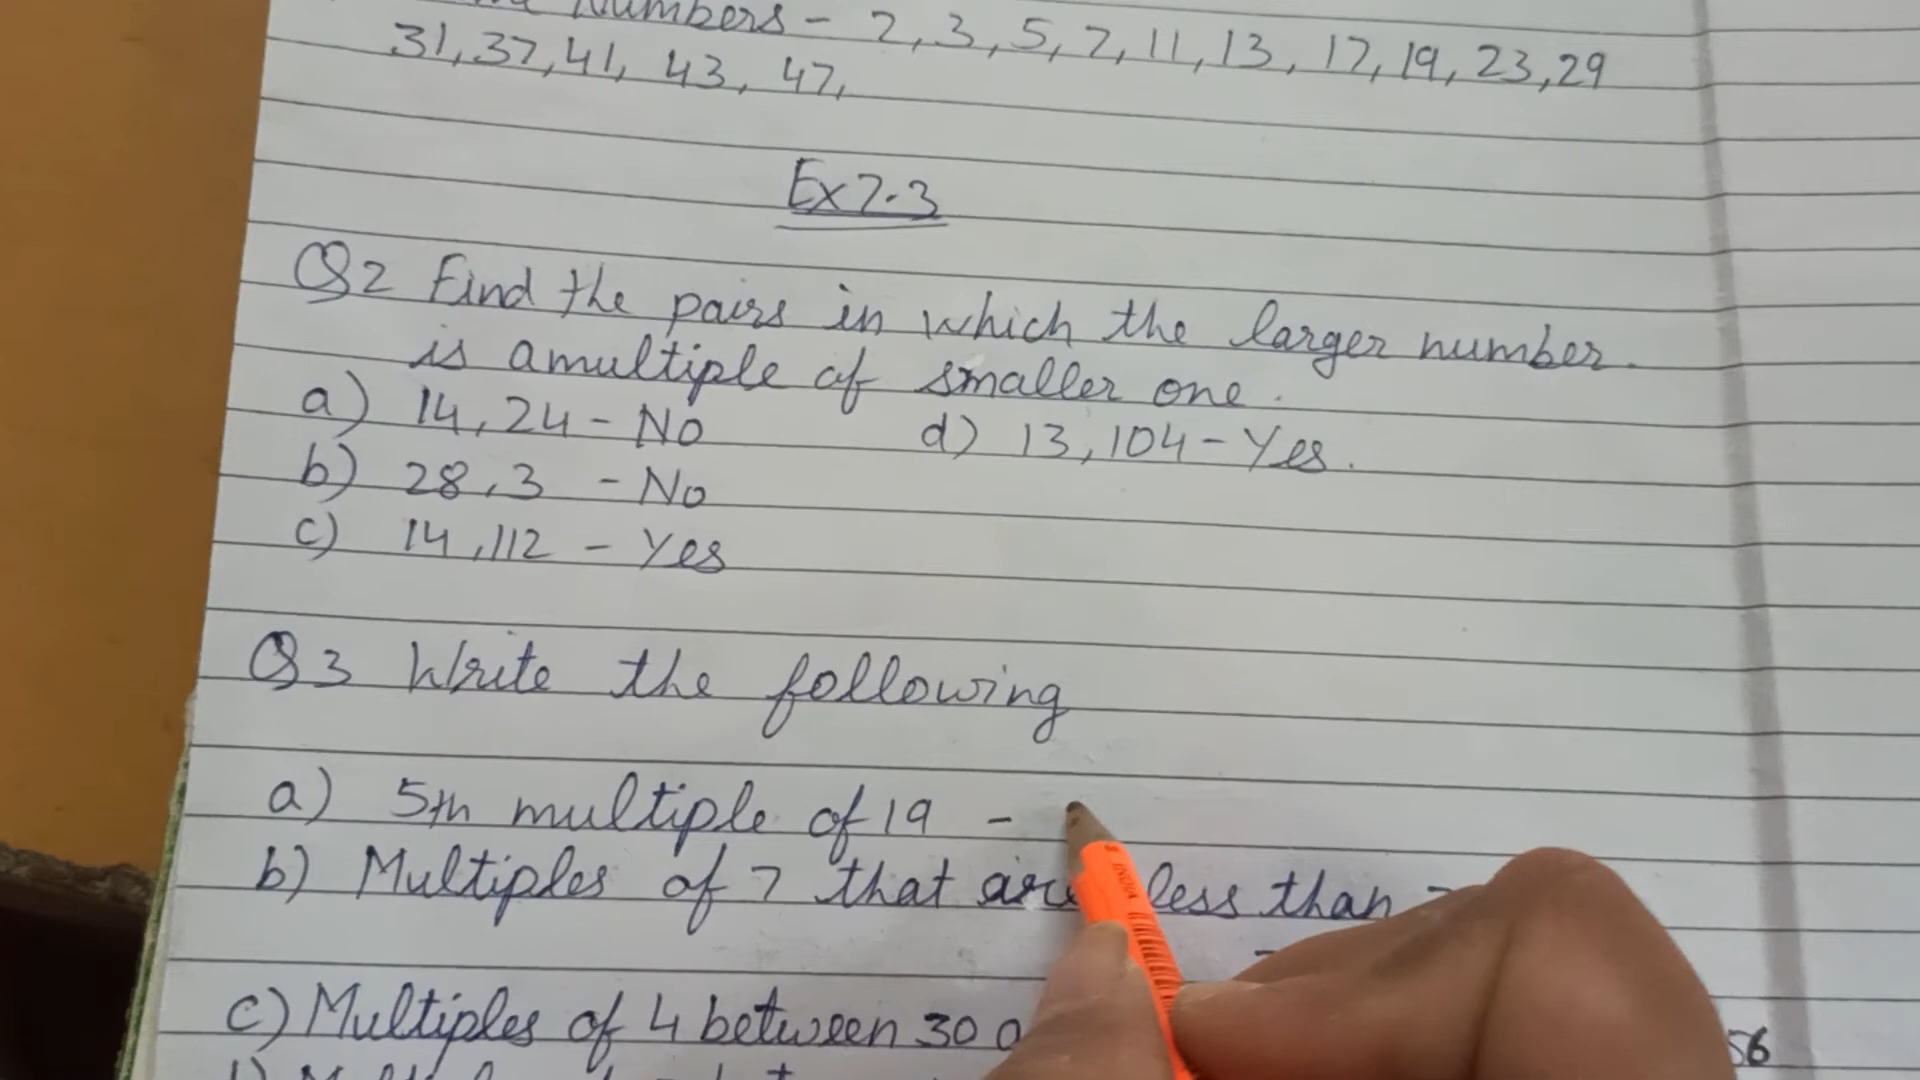 Numbers - 2, 3, 5, 7, 11, 13, 17, 19, 23, 29
31, 37, 41, 43, 47,
Ex 7.3
Q2 Find the pairs in which the larger number
is a multiple of smaller one.
a) 14, 24 - No
d) 13, 104 - Yes.
b) 28, 3 - No
c) 14, 112 - Yes
Q3 Write the following
a) 5th multiple of 19 -
b) Multiples of 7 that are less than
c) Multiples of 4 between 30
56
INDIA